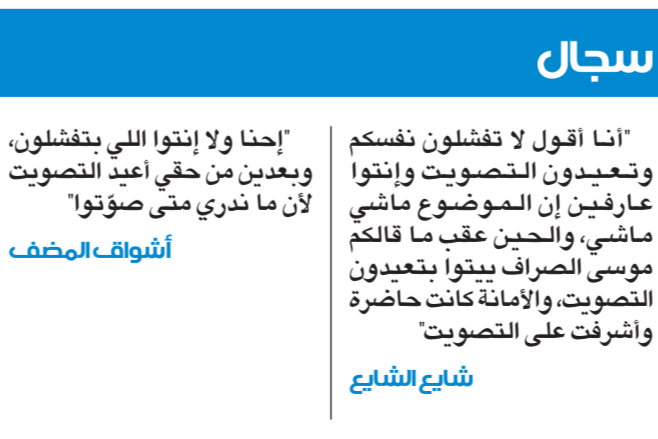 سجال
"أنا أقول لا تفشلون نفسكم
وتعيدون التصويت وإنتوا
عارفين إن الموضوع ماشي
ماشي، والحين عقب ما قالكم
موسى الصراف ييتوا بتعيدون
التصويت، والأمانة كانت حاضرة
وأشرفت على التصويت"
شايع الشايع
"إحنا ولا إنتوا اللي بتفشلون،
وبعدين من حقي أعيد التصويت
لأن ما ندري متى صوّتوا"
أشواق المضف